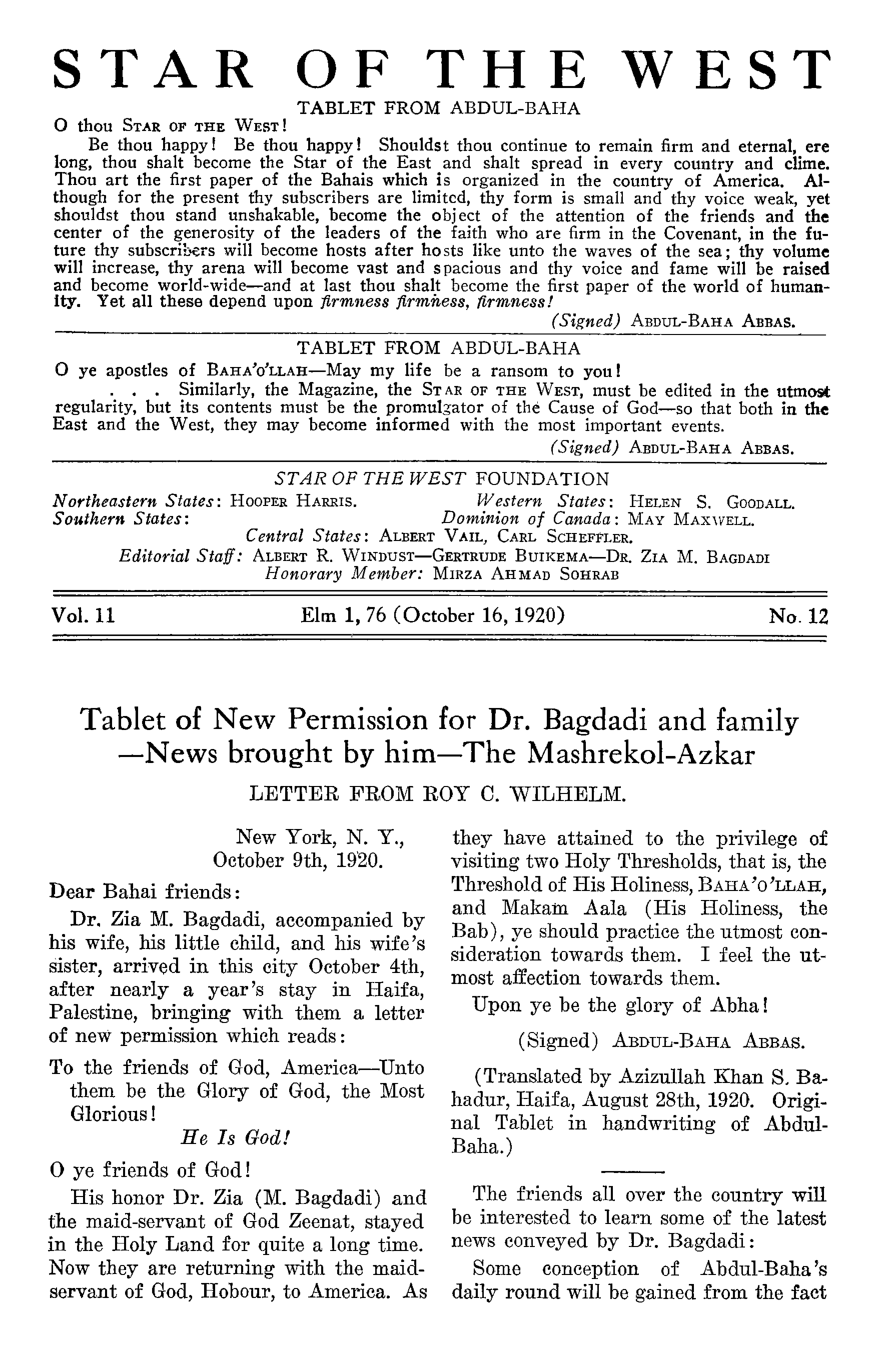 STAR OF THE WEST
TABLET FROM ABDUL-BAHA
O thou STAR OF THE WEST!
Be thou happy! Be thou happy! Shouldst thou continue to remain firm and eternal, ere
long, thou shalt become the Star of the East and shalt spread in every country and clime.
Thou art the first paper of the Bahais which is organized in the country of America. Al-
though for the present thy subscribers are limited, thy form is small and thy voice weak, yet
shouldst thou stand unshakable, become the object of the attention of the friends and the
center of the generosity of the leaders of the faith who are firm in the Covenant, in the fu-
ture thy subscribers will become hosts after hosts like unto the waves of the sea; thy volume
will increase, thy arena will become vast and spacious and thy voice and fame will be raised
and become world-wide—and at last thou shalt become the first paper of the world of human-
ity. Yet all these depend upon firmness firmness, firmness!
(Signed) ABDUL-BAHA ABBAS.
TABLET FROM ABDUL-BAHA
O ye apostles of BAHA'O'LLAH—May my life be a ransom to you!
. . . Similarly, the Magazine, the STAR OF THE WEST, must be edited in the utmost
regularity, but its contents must be the promulgator of the Cause of God—so that both in the
East and the West, they may become informed with the most important events.
(Signed) ABDUL-BAHA ABBAS.
STAR OF THE WEST FOUNDATION
Northeastern States: HOOPER HARRIS. Western States: HELEN S. GOODALL.
Southern States: Dominion of Canada: MAY MAXWELL.
Central States: ALBERT VAIL, CARL SCHEFFLER.
Editorial Staff: ALBERT R. WINDUST—GERTRUDE BUIKEMA—DR. ZIA M. BAGDADI
Honorary Member: MIRZA AHMAD SOHRAB
Vol. 11 Elm 1, 76 (October 16, 1920) No. 12
Tablet of New Permission for Dr. Bagdadi and family
—News brought by him—The Mashrekol-Azkar
LETTER FROM ROY C. WILHELM.
New York, N. Y.,
October 9th, 1920.
Dear Bahai friends:
Dr. Zia M. Bagdadi, accompanied by
his wife, his little child, and his wife's
sister, arrived in this city October 4th,
after nearly a year's stay in Haifa,
Palestine, bringing with them a letter
of new permission which reads:
To the friends of God, America—Unto
them be the Glory of God, the Most
Glorious!
He Is God!
O ye friends of God!
His honor Dr. Zia (M. Bagdadi) and
the maid-servant of God Zeenat, stayed
in the Holy Land for quite a long time.
Now they are returning with the maid-
servant of God, Hobour, to America. As
they have attained to the privilege of
visiting two Holy Thresholds, that is, the
Threshold of His Holiness, BAHA'O'LLAH,
and Makam Aala (His Holiness, the
Bab), ye should practice the utmost con-
sideration towards them. I feel the ut-
most affection towards them.
Upon ye be the glory of Abha!
(Signed) ABDUL-BAHA ABBAS.
(Translated by Azizullah Khan S. Ba-
hadur, Haifa, August 28th, 1920. Origi-
nal Tablet in handwriting of Abdul-
Baha.)
The friends all over the country will
be interested to learn some of the latest
news conveyed by Dr. Bagdadi:
Some conception of Abdul-Baha's
daily round will be gained from the fact